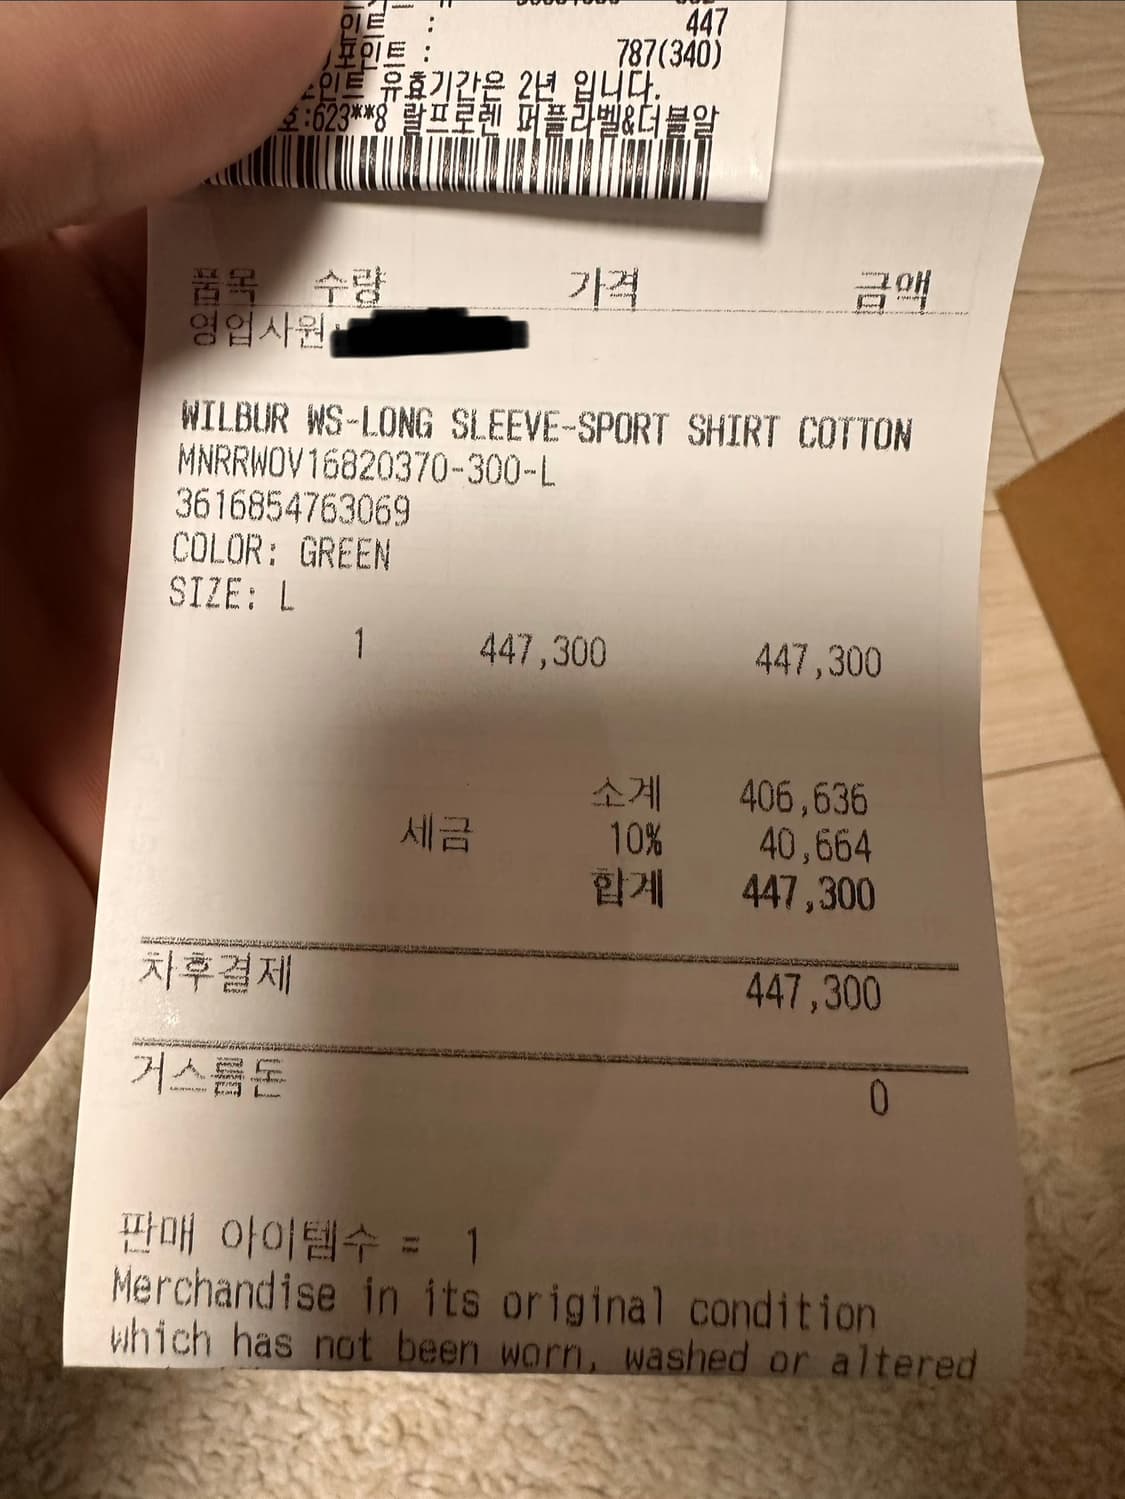 인트 : 447
포인트 : 787(340)
인트 유효기간은 2년 입니다.
호:623**8 랄프로렌 퍼플라벨&더블알
품목 수량 가격 금액
영업사원:
WILBUR WS-LONG SLEEVE-SPORT SHIRT COTTON
MNRRWOV16820370-300-L
3616854763069
COLOR: GREEN
SIZE: L
1 447,300 447,300
소계 406,636
세금 10% 40,664
합계 447,300
차후결제 447,300
거스름돈 0
판매 아이템수 = 1
Merchandise in its original condition
which has not been worn, washed or altered